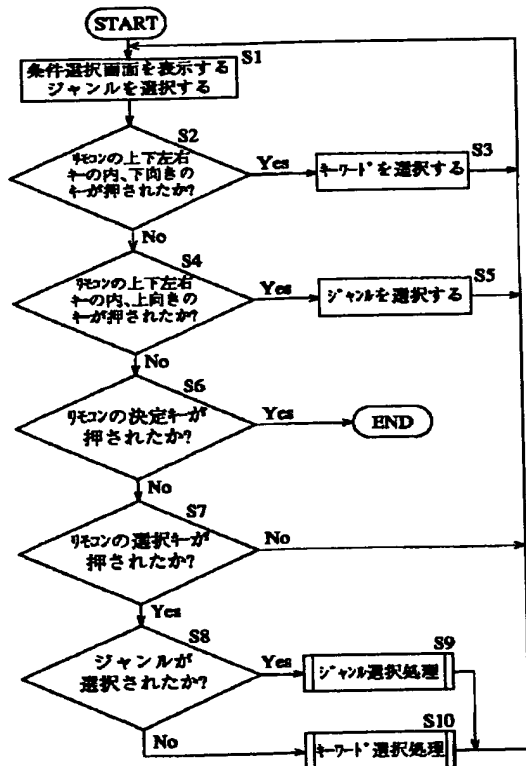 START
S1
条件選択画面を表示する
ジャンルを選択する
S2
ﾘﾓｺﾝの上下左右
ｷｰの内、下向きの
ｷｰが押されたか?
Yes
S3
ｷｰﾜｰﾄﾞを選択する
No
S4
ﾘﾓｺﾝの上下左右
ｷｰの内、上向きの
ｷｰが押されたか?
Yes
S5
ｼﾞｬﾝﾙを選択する
No
S6
ﾘﾓｺﾝの決定ｷｰが
押されたか?
Yes
END
No
S7
ﾘﾓｺﾝの選択ｷｰが
押されたか?
No
Yes
S8
ジャンルが
選択されたか?
Yes
S9
ｼﾞｬﾝﾙ選択処理
No
S10
ｷｰﾜｰﾄﾞ選択処理